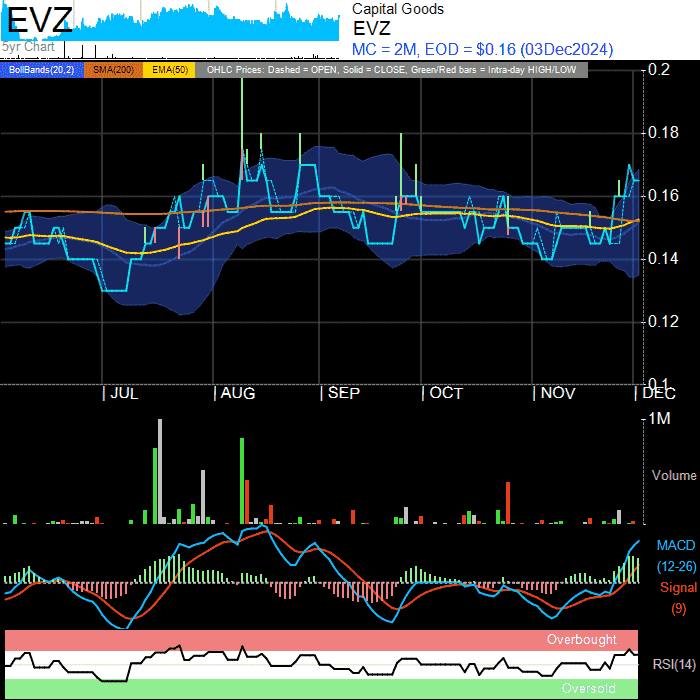 EVZ
5yr Chart
Capital Goods
EVZ
MC = 2M, EOD = $0.16 (03Dec2024)
BollBands(20,2) SMA(200) EMA(50) OHLC Prices: Dashed = OPEN, Solid = CLOSE, Green/Red bars = Intra-day HIGH/LOW
0.2
0.18
0.16
0.14
0.12
0.1
JUL AUG SEP OCT NOV DEC
1M
Volume
MACD
(12-26)
Signal
(9)
Overbought
RSI(14)
Oversold